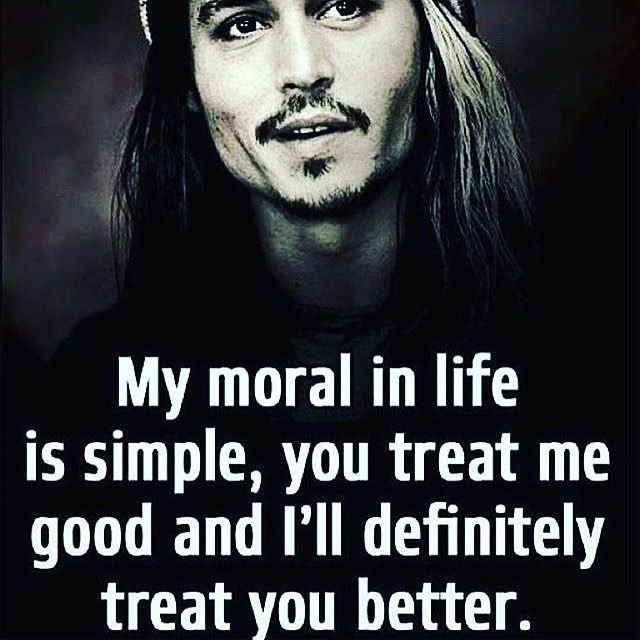 My moral in life
is simple, you treat me
good and I’ll definitely
treat you better.